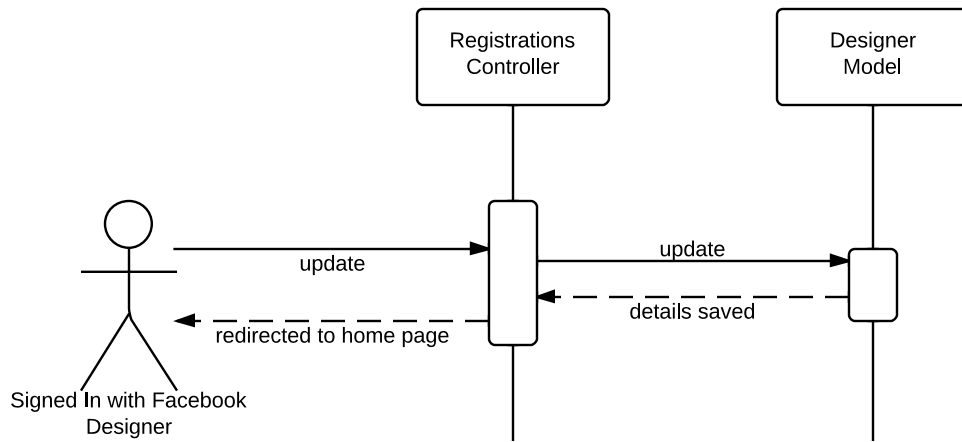 Registrations
Controller
Designer
Model
update
update
details saved
redirected to home page
Signed In with Facebook
Designer